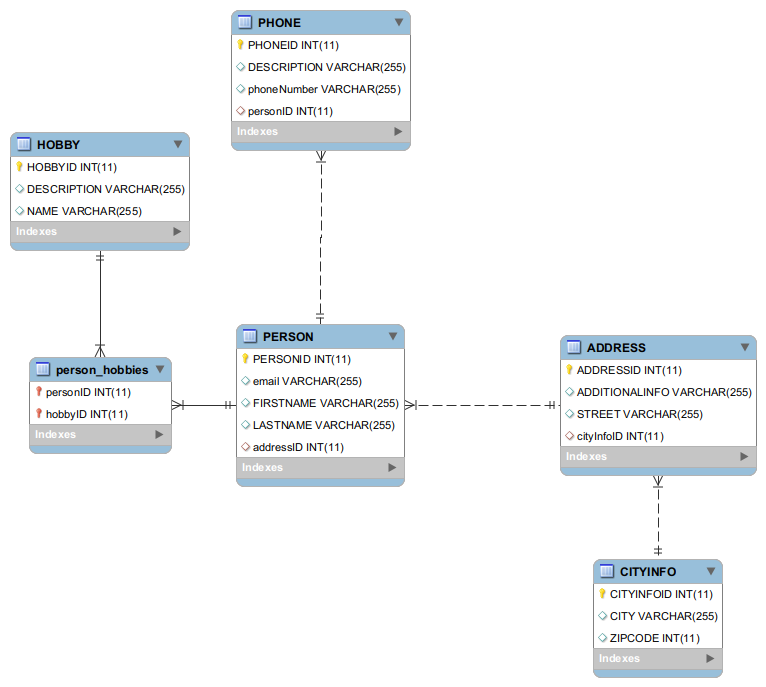 PHONE
PHONEID INT(11)
DESCRIPTION VARCHAR(255)
phoneNumber VARCHAR(255)
personID INT(11)
Indexes
HOBBY
HOBBYID INT(11)
DESCRIPTION VARCHAR(255)
NAME VARCHAR(255)
Indexes
person_hobbies
personID INT(11)
hobbyID INT(11)
Indexes
PERSON
PERSONID INT(11)
email VARCHAR(255)
FIRSTNAME VARCHAR(255)
LASTNAME VARCHAR(255)
addressID INT(11)
Indexes
ADDRESS
ADDRESSID INT(11)
ADDITIONALINFO VARCHAR(255)
STREET VARCHAR(255)
cityInfoID INT(11)
Indexes
CITYINFO
CITYINFOID INT(11)
CITY VARCHAR(255)
ZIPCODE INT(11)
Indexes